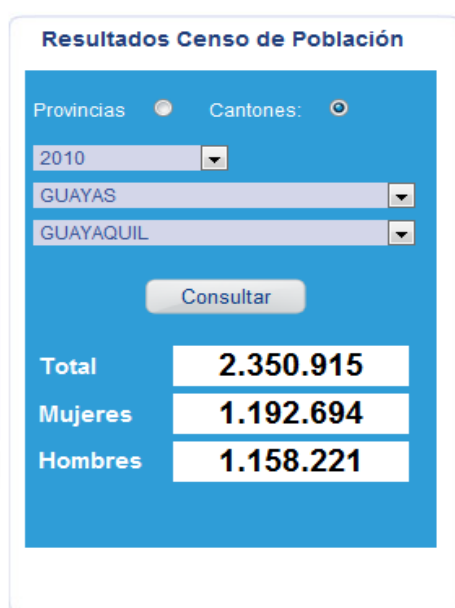 Resultados Censo de Población
Provincias Cantones:
2010
GUAYAS
GUAYAQUIL
Consultar
Total 2.350.915
Mujeres 1.192.694
Hombres 1.158.221